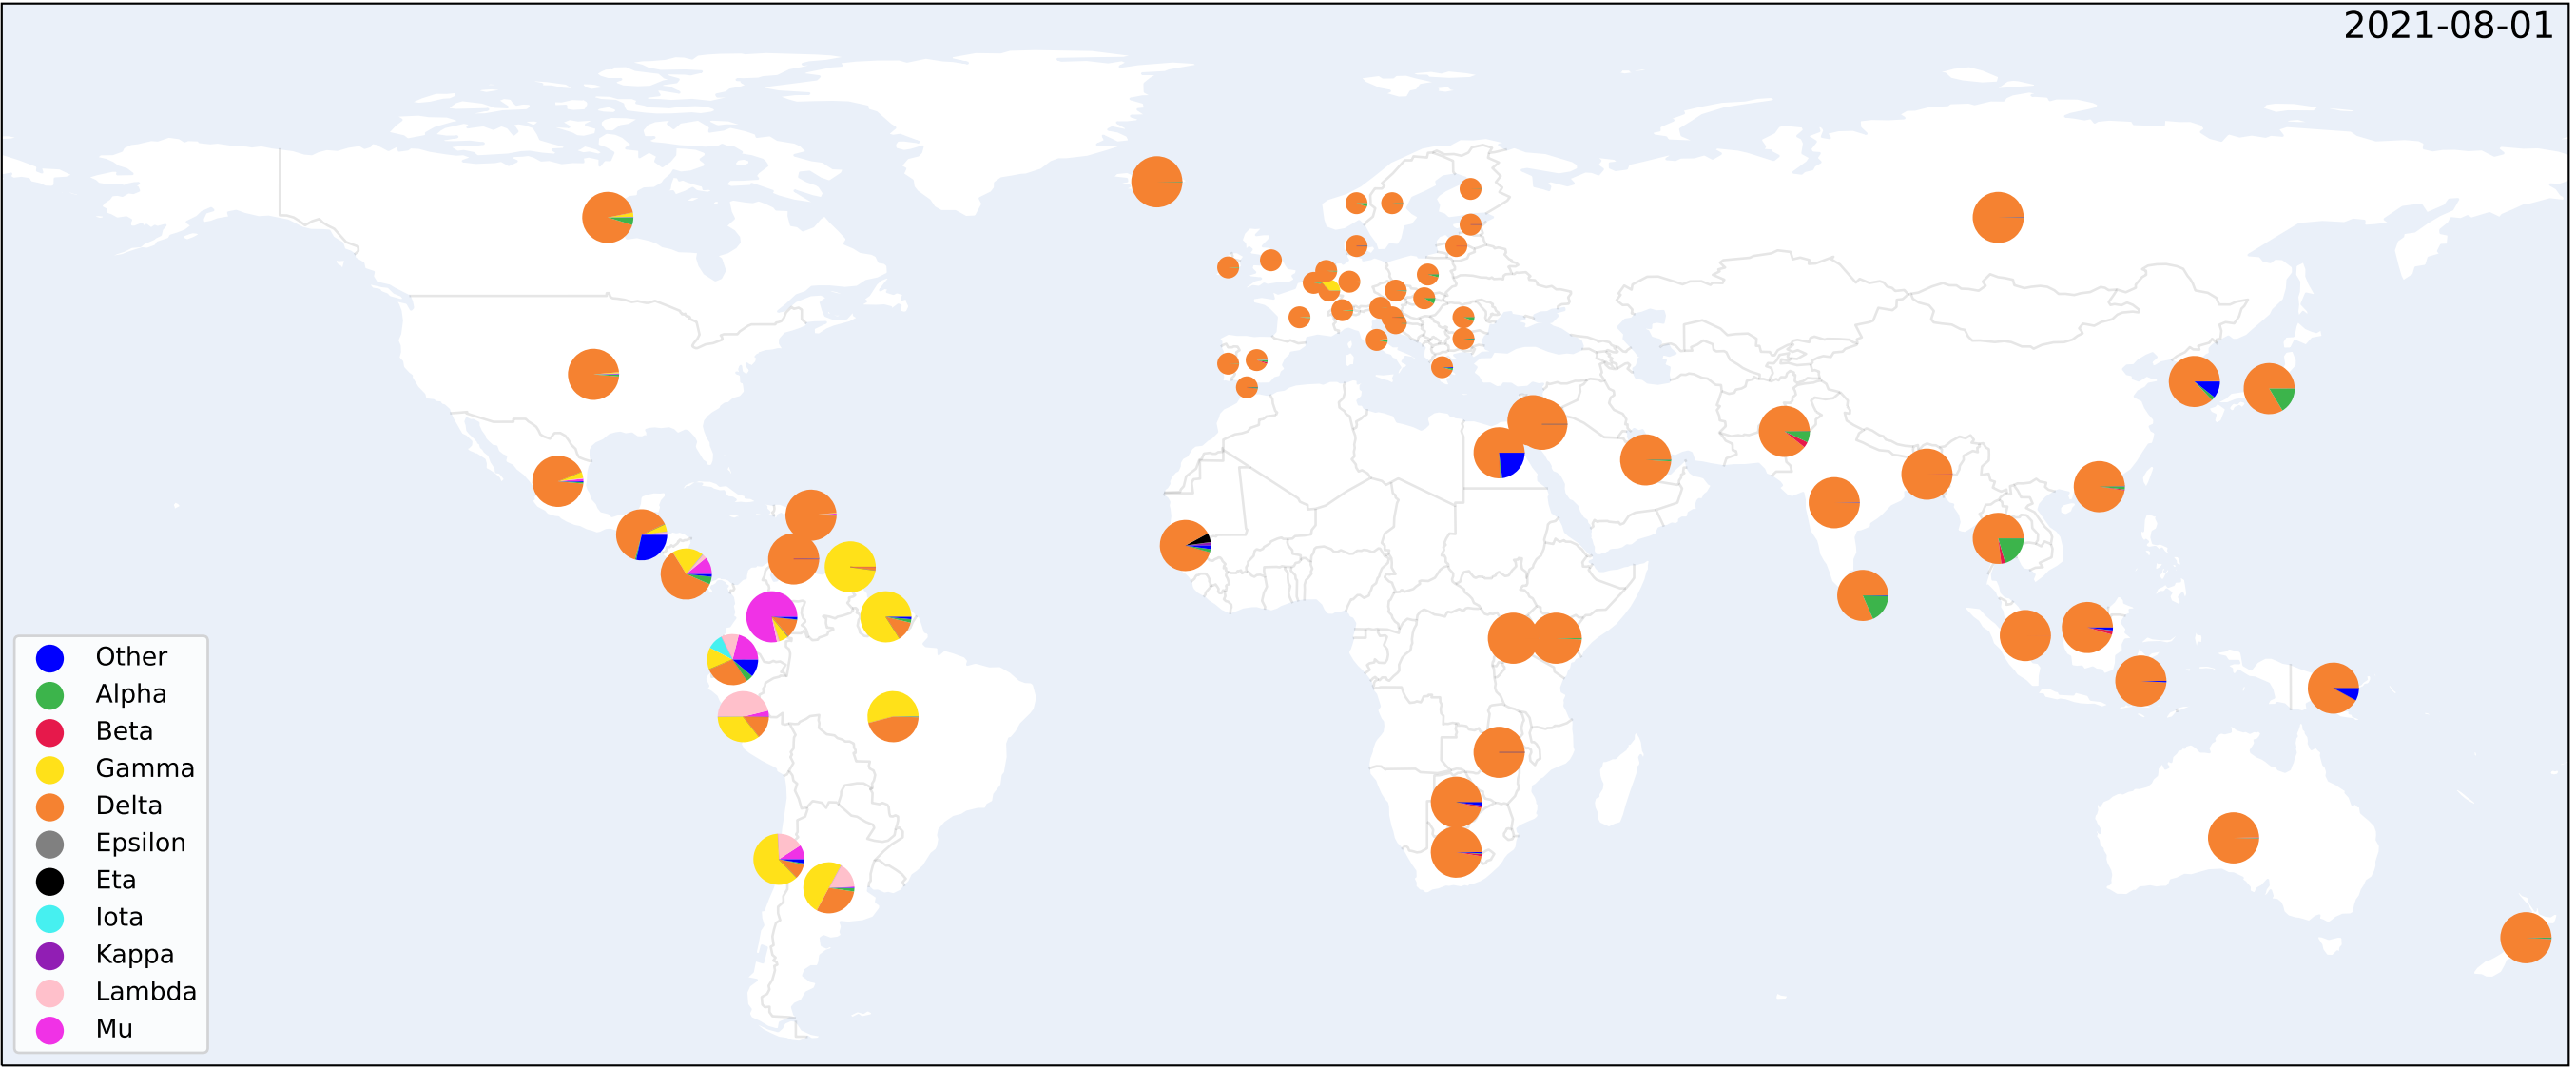 2021-08-01
Other
Alpha
Beta
Gamma
Delta
Epsilon
Eta
Iota
Kappa
Lambda
Mu